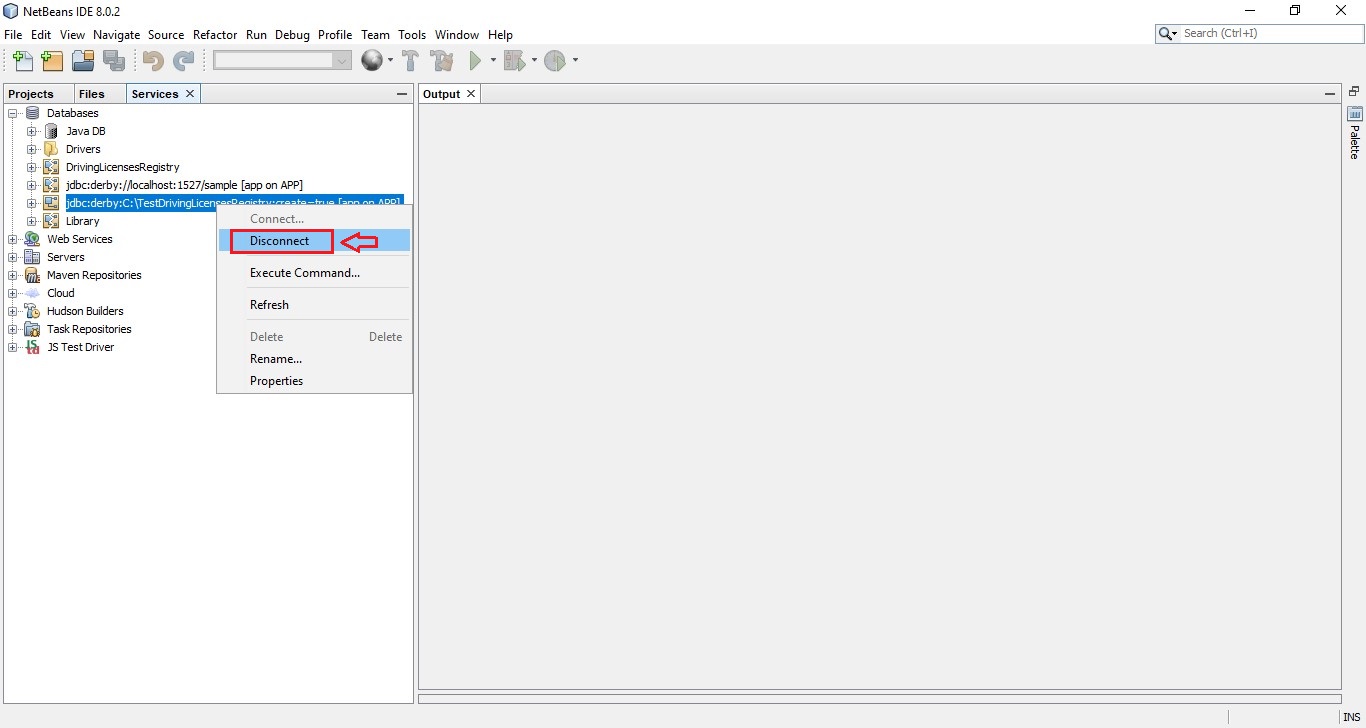 NetBeans IDE 8.0.2
File Edit View Navigate Source Refactor Run Debug Profile Team Tools Window Help
Search (Ctrl+I)
Projects Files Services
Output
Palette
Databases
Java DB
Drivers
DrivingLicensesRegistry
jdbc:derby://localhost:1527/sample [app on APP]
jdbc:derby:C:\TestDrivingLicensesRegistry;create=true [app on APP]
Library
Web Services
Servers
Maven Repositories
Cloud
Hudson Builders
Task Repositories
JS Test Driver
Connect...
Disconnect
Execute Command...
Refresh
Delete Delete
Rename...
Properties
INS